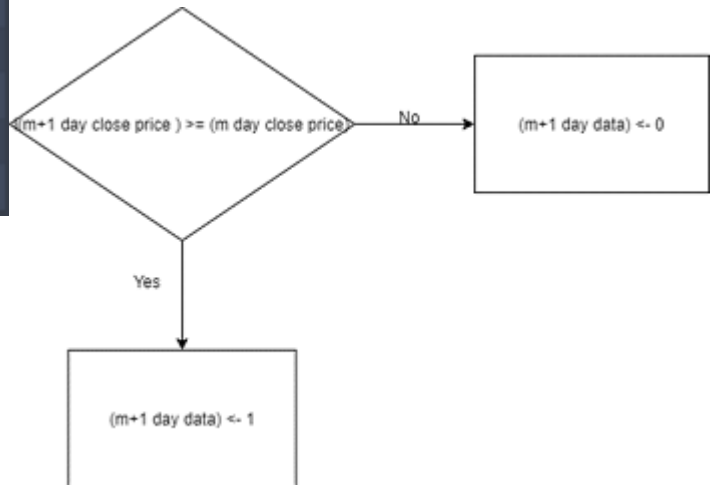 ((m+1 day close price ) >= (m day close price)
No
(m+1 day data) <- 0
Yes
(m+1 day data) <- 1